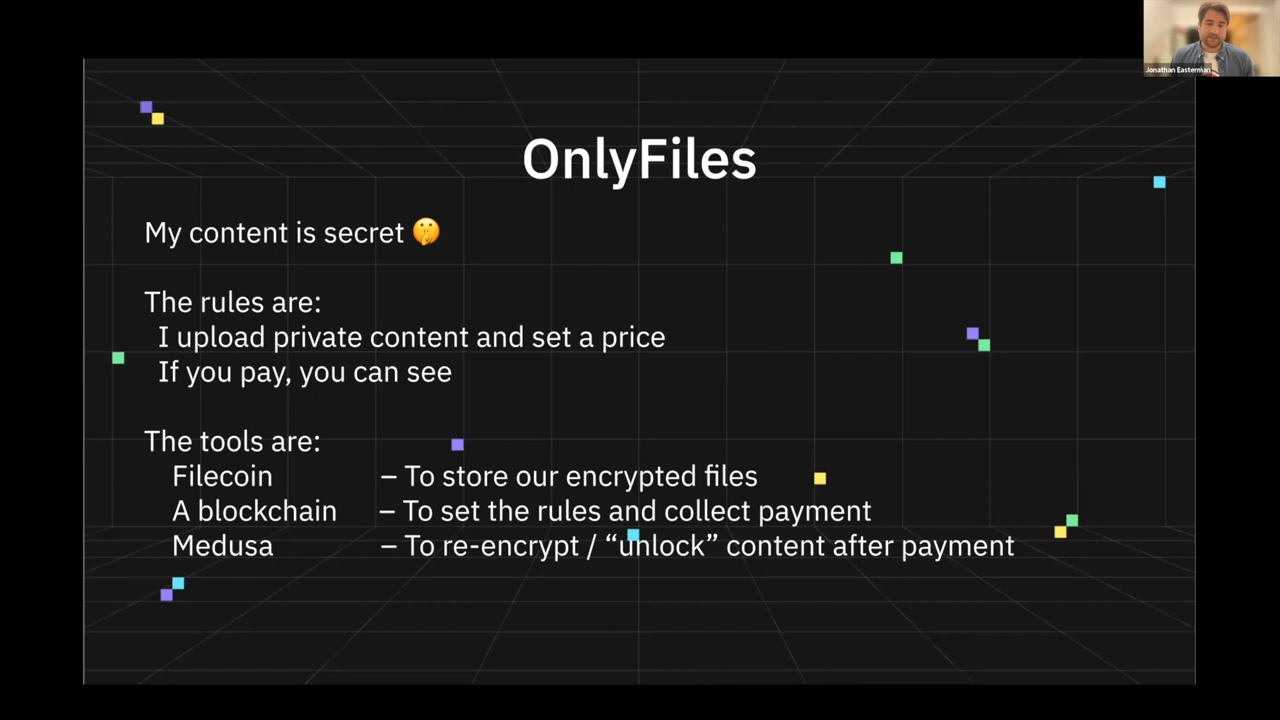 Jonathan Easterman
OnlyFiles
My content is secret 🤫
The rules are:
I upload private content and set a price
If you pay, you can see
The tools are:
Filecoin – To store our encrypted files
A blockchain – To set the rules and collect payment
Medusa – To re-encrypt / “unlock” content after payment